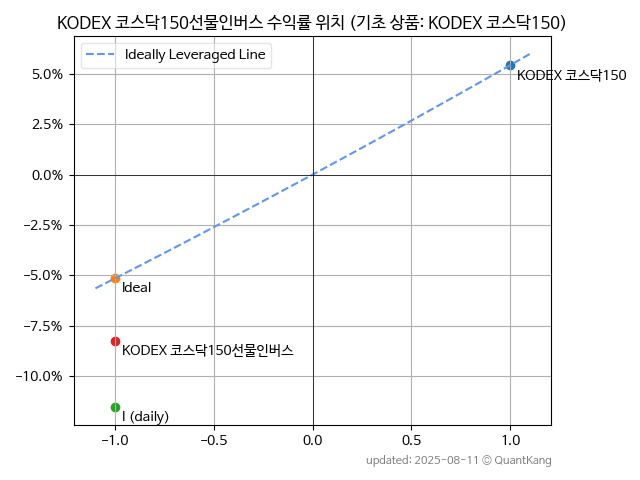 KODEX 코스닥150선물인버스 수익률 위치 (기초 상품: KODEX 코스닥150)
Ideally Leveraged Line
5.0%
KODEX 코스닥150
2.5%
0.0%
−2.5%
−5.0%
Ideal
−7.5%
KODEX 코스닥150선물인버스
−10.0%
I (daily)
−1.0 −0.5 0.0 0.5 1.0
updated: 2025-08-11 © QuantKang